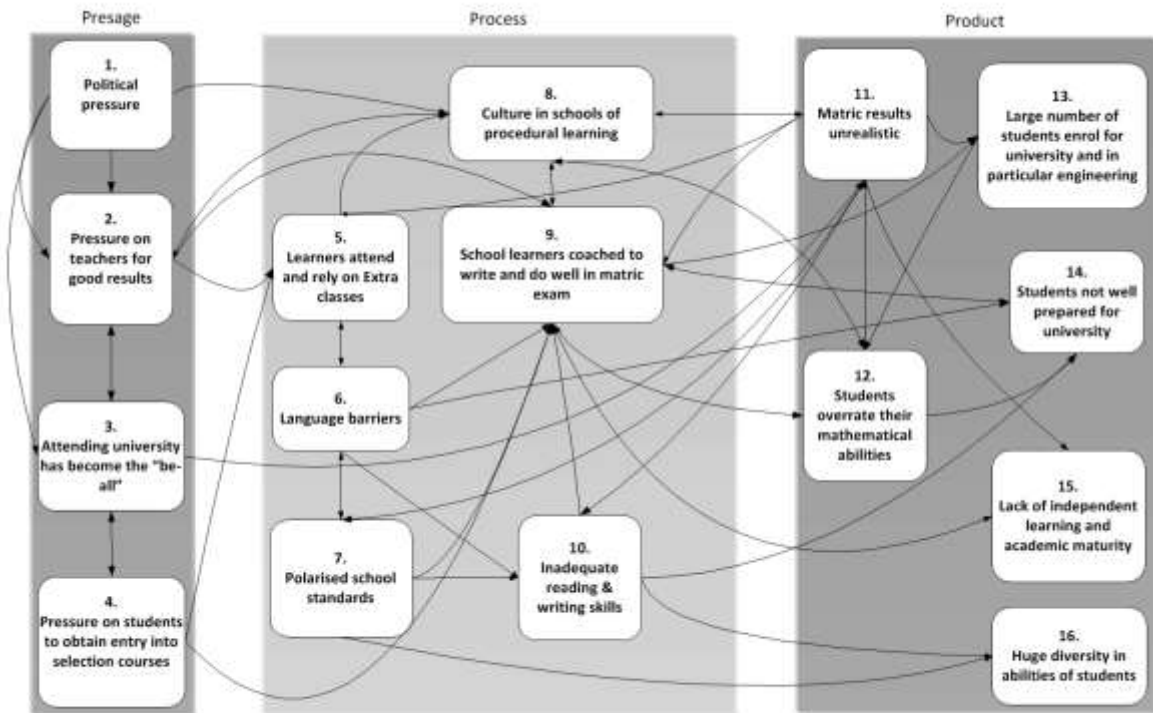 Presage
Process
Product
1.
Political
pressure
2.
Pressure on
teachers for
good results
3.
Attending university
has become the "be-
all"
4.
Pressure on students
to obtain entry into
selection courses
8.
Culture in schools of
procedural learning
5.
Learners attend
and rely on Extra
classes
9.
School learners coached to
write and do well in matric
exam
6.
Language barriers
7.
Polarised school
standards
10.
Inadequate
reading &
writing skills
11.
Matric results
unrealistic
13.
Large number of
students enrol for
university and in
particular engineering
14.
Students not well
prepared for
university
12.
Students
overrate their
mathematical
abilities
15.
Lack of independent
learning and
academic maturity
16.
Huge diversity in
abilities of students